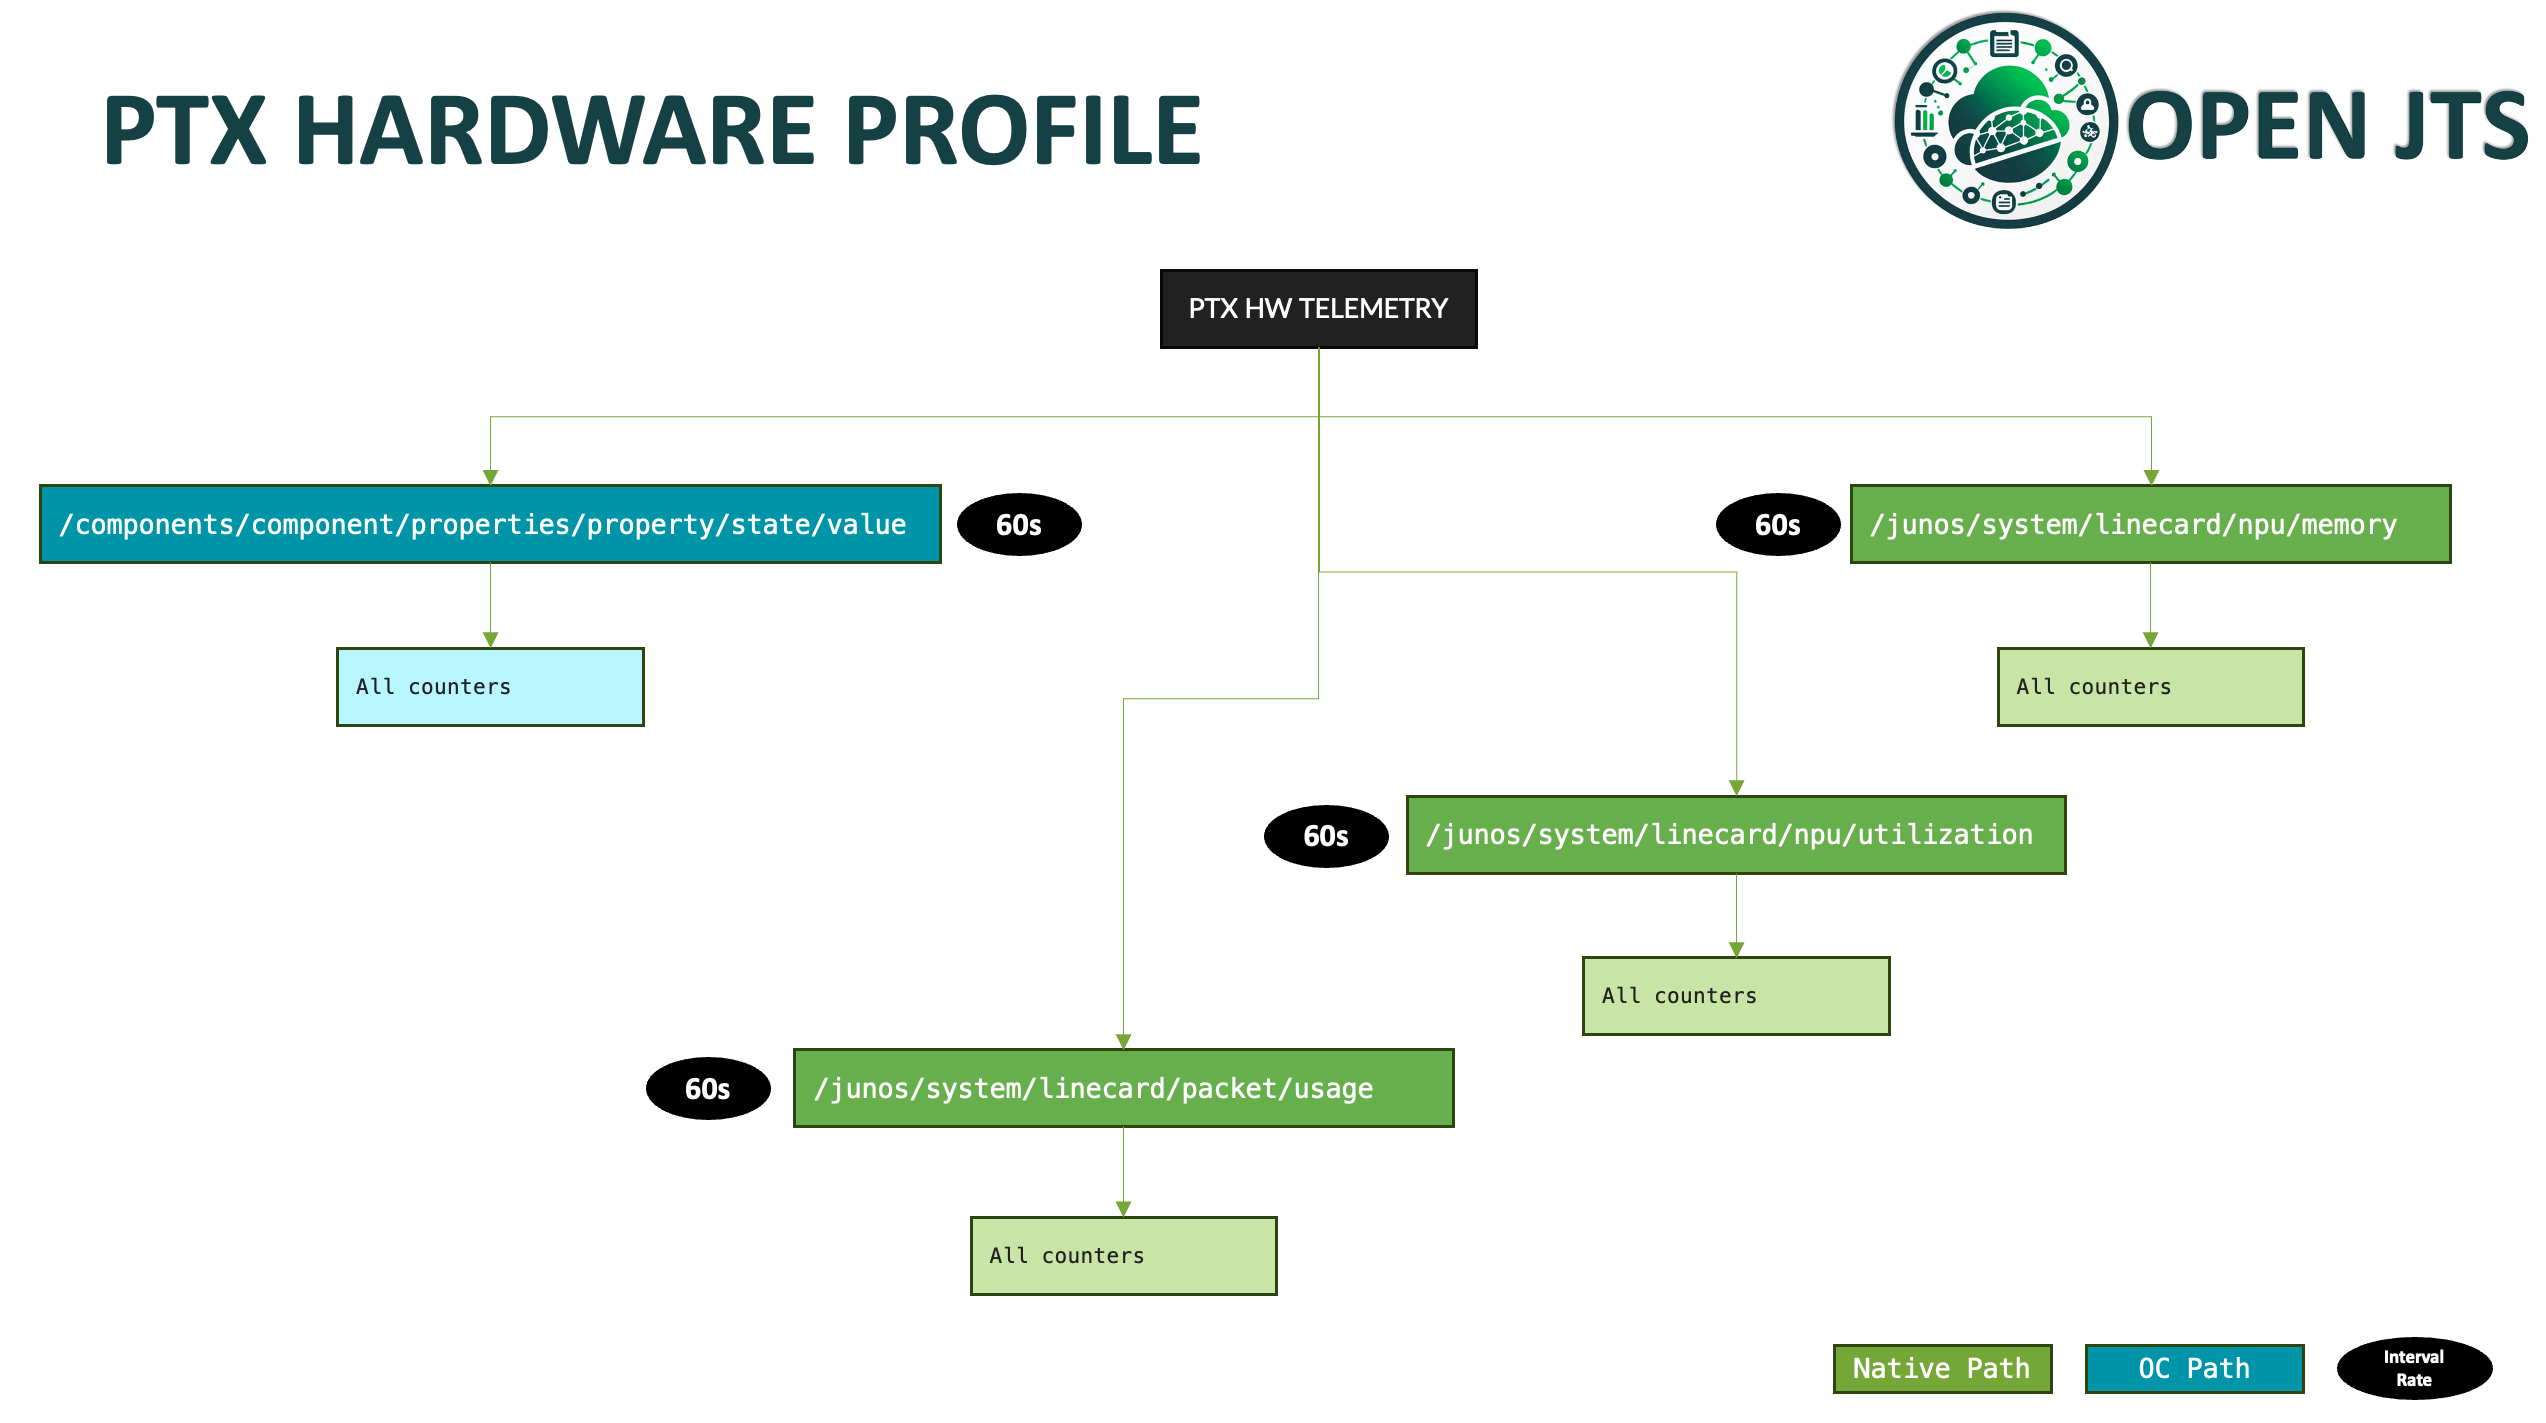 PTX HARDWARE PROFILE
OPEN JTS
PTX HW TELEMETRY
/components/component/properties/property/state/value
60s
60s
/junos/system/linecard/npu/memory
All counters
All counters
60s
/junos/system/linecard/npu/utilization
All counters
60s
/junos/system/linecard/packet/usage
All counters
Native Path
OC Path
Interval
Rate